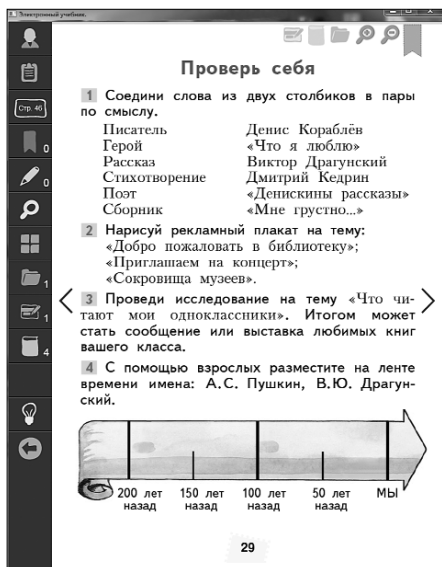 Электронный учебник.
Проверь себя
1 Соедини слова из двух столбиков в пары
по смыслу.
Писатель Денис Кораблёв
Герой «Что я люблю»
Рассказ Виктор Драгунский
Стихотворение Дмитрий Кедрин
Поэт «Денискины рассказы»
Сборник «Мне грустно...»
2 Нарисуй рекламный плакат на тему:
«Добро пожаловать в библиотеку»;
«Приглашаем на концерт»;
«Сокровища музеев».
3 Проведи исследование на тему «Что чи-
тают мои одноклассники». Итогом может
стать сообщение или выставка любимых книг
вашего класса.
4 С помощью взрослых разместите на ленте
времени имена: А.С. Пушкин, В.Ю. Драгун-
ский.
200 лет 150 лет 100 лет 50 лет МЫ
назад назад назад назад
29
Стр. 46
0
0
1
1
4